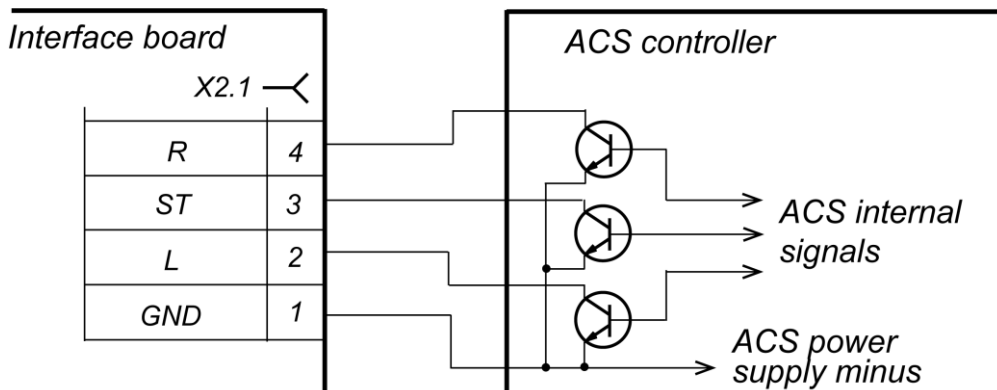 Interface board
ACS controller
X2.1
R 4
ST 3
L 2
GND 1
ACS internal
signals
ACS power
supply minus